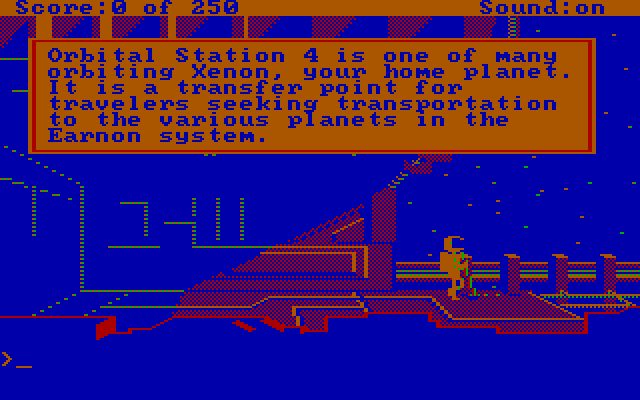 Score:0 of 250 Sound:on
Orbital Station 4 is one of many
orbiting Xenon, your home planet.
It is a transfer point for
travelers seeking transportation
to the various planets in the
Earnon system.
>_